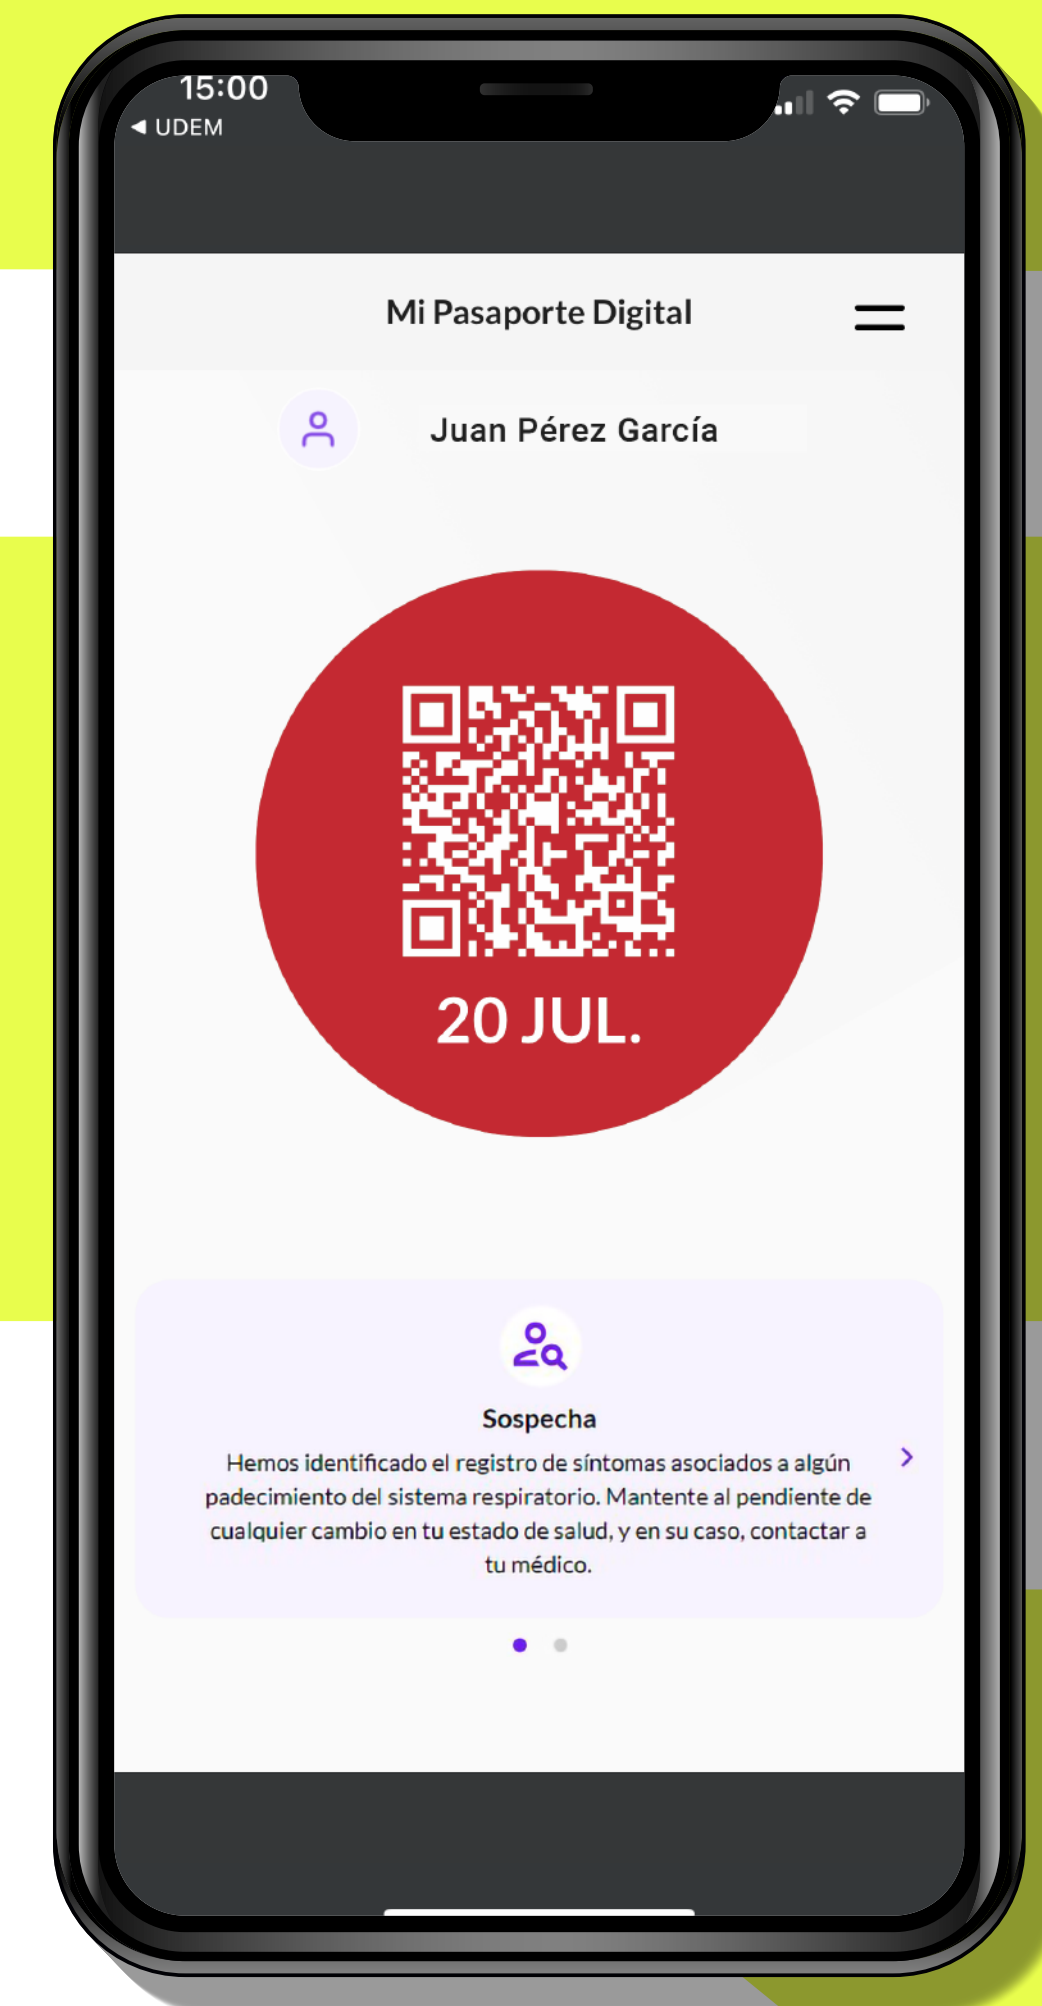 15:00
◀ UDEM
Mi Pasaporte Digital
Juan Pérez García
20 JUL.
Sospecha
Hemos identificado el registro de síntomas asociados a algún
padecimiento del sistema respiratorio. Mantente al pendiente de
cualquier cambio en tu estado de salud, y en su caso, contactar a
tu médico.